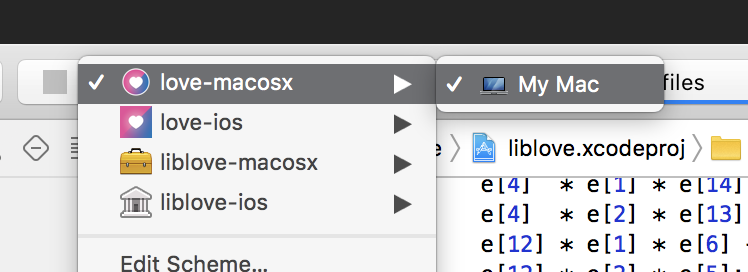 love-macosx
My Mac
files
love-ios
liblove-macosx
e
liblove.xcodeproj
liblove-ios
e[4] * e[1] * e[14]
e[4] * e[2] * e[13]
e[12] * e[1] * e[6]
Edit Scheme...